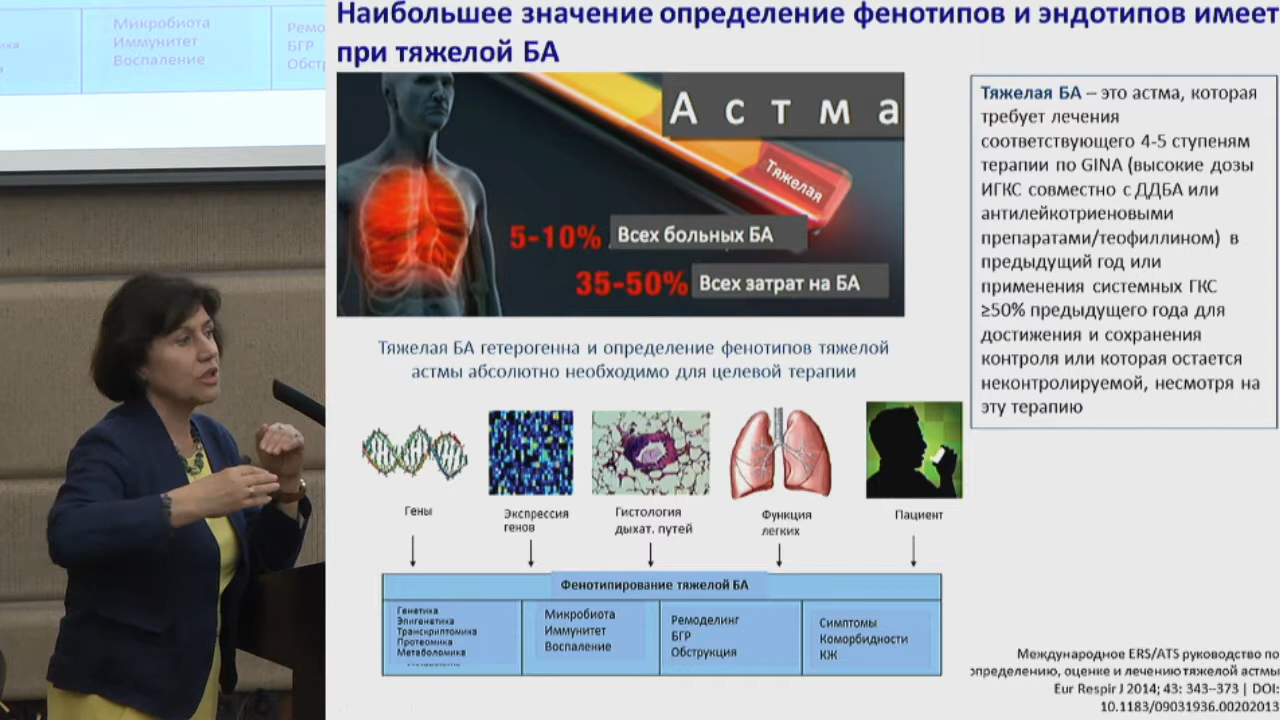 Микробиота
Иммунитет
Воспаление
Ремо
БГР
Обст
Наибольшее значение определение фенотипов и эндотипов имеет
при тяжелой БА
Астма
Тяжелая
5-10% Всех больных БА
35-50% Всех затрат на БА
Тяжелая БА – это астма, которая
требует лечения
соответствующего 4-5 ступеням
терапии по GINA (высокие дозы
ИГКС совместно с ДДБА или
антилейкотриеновыми
препаратами/теофиллином) в
предыдущий год или
применения системных ГКС
≥50% предыдущего года для
достижения и сохранения
контроля или которая остается
неконтролируемой, несмотря на
эту терапию
Тяжелая БА гетерогенна и определение фенотипов тяжелой
астмы абсолютно необходимо для целевой терапии
Гены
Экспрессия
генов
Гистология
дыхат. путей
Функция
легких
Пациент
Фенотипирование тяжелой БА
Генетика
Эпигенетика
Транскриптомика
Протеомика
Метаболомика
Микробиота
Иммунитет
Воспаление
Ремоделинг
БГР
Обструкция
Симптомы
Коморбидности
КЖ
Международное ERS/ATS руководство по
определению, оценке и лечению тяжелой астмы
Eur Respir J 2014; 43: 343–373 | DOI:
10.1183/09031936.00202013